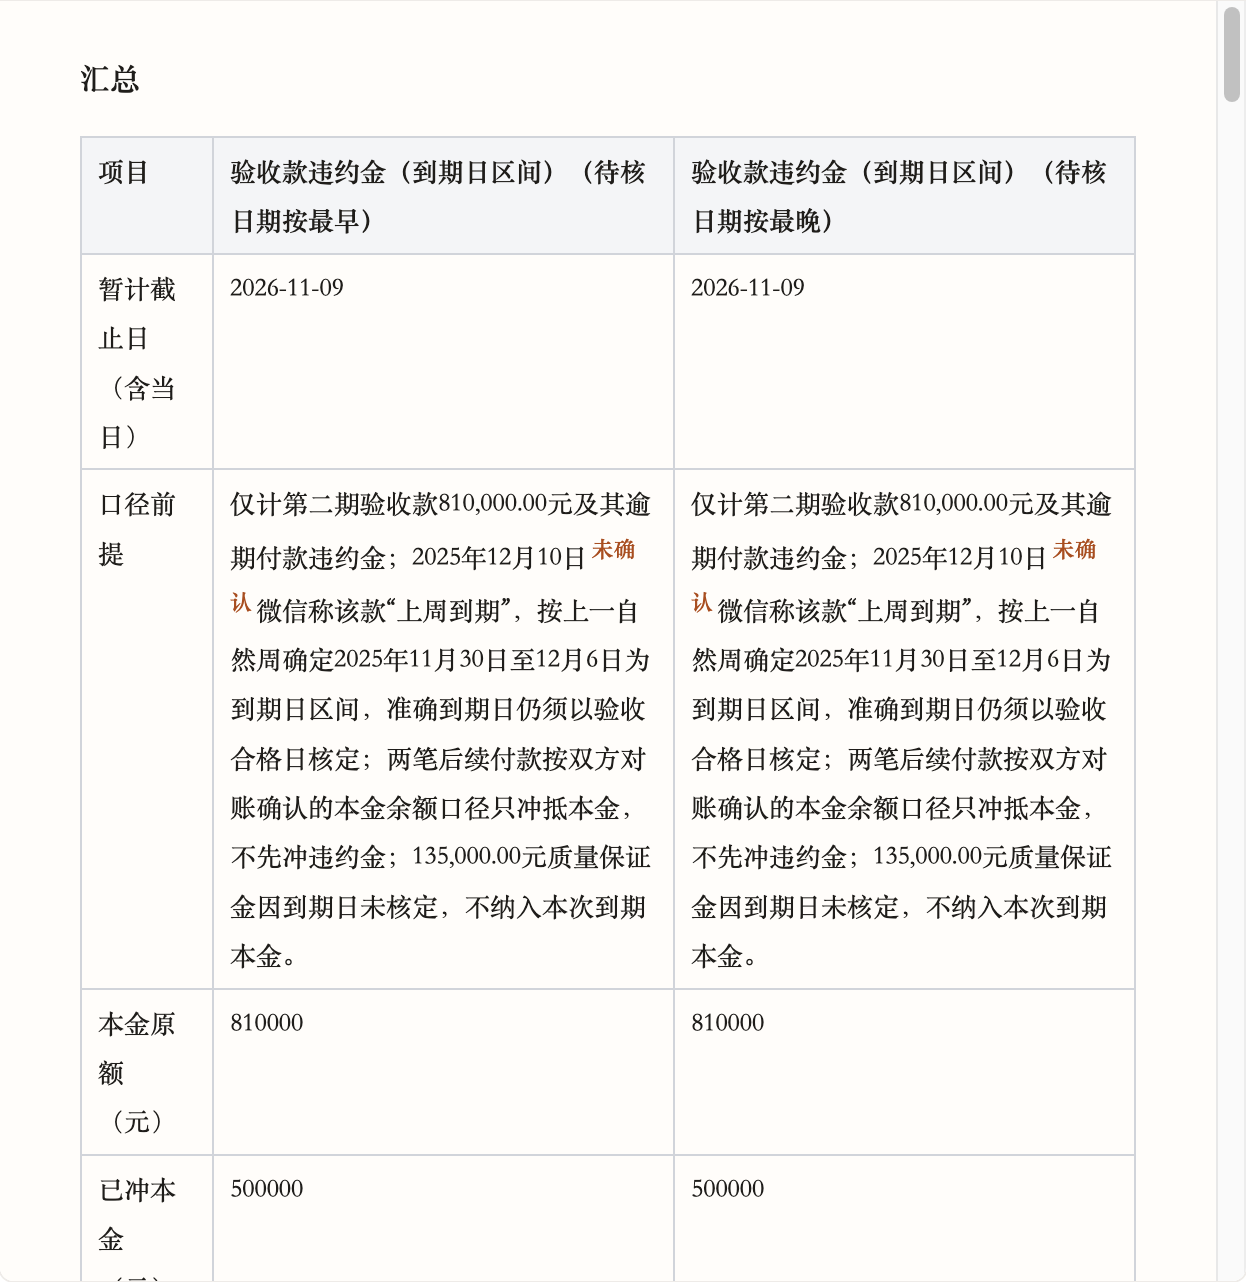 汇总
项目
验收款违约金（到期日区间）（待核
日期按最早）
验收款违约金（到期日区间）（待核
日期按最晚）
暂计截
止日
（含当
日）
2026-11-09
2026-11-09
口径前
提
仅计第二期验收款810,000.00元及其逾
期付款违约金；2025年12月10日 未确
认 微信称该款“上周到期”，按上一自
然周确定2025年11月30日至12月6日为
到期日区间，准确到期日仍须以验收
合格日核定；两笔后续付款按双方对
账确认的本金余额口径只冲抵本金，
不先冲违约金；135,000.00元质量保证
金因到期日未核定，不纳入本次到期
本金。
仅计第二期验收款810,000.00元及其逾
期付款违约金；2025年12月10日 未确
认 微信称该款“上周到期”，按上一自
然周确定2025年11月30日至12月6日为
到期日区间，准确到期日仍须以验收
合格日核定；两笔后续付款按双方对
账确认的本金余额口径只冲抵本金，
不先冲违约金；135,000.00元质量保证
金因到期日未核定，不纳入本次到期
本金。
本金原
额
（元）
810000
810000
已冲本
金
500000
500000